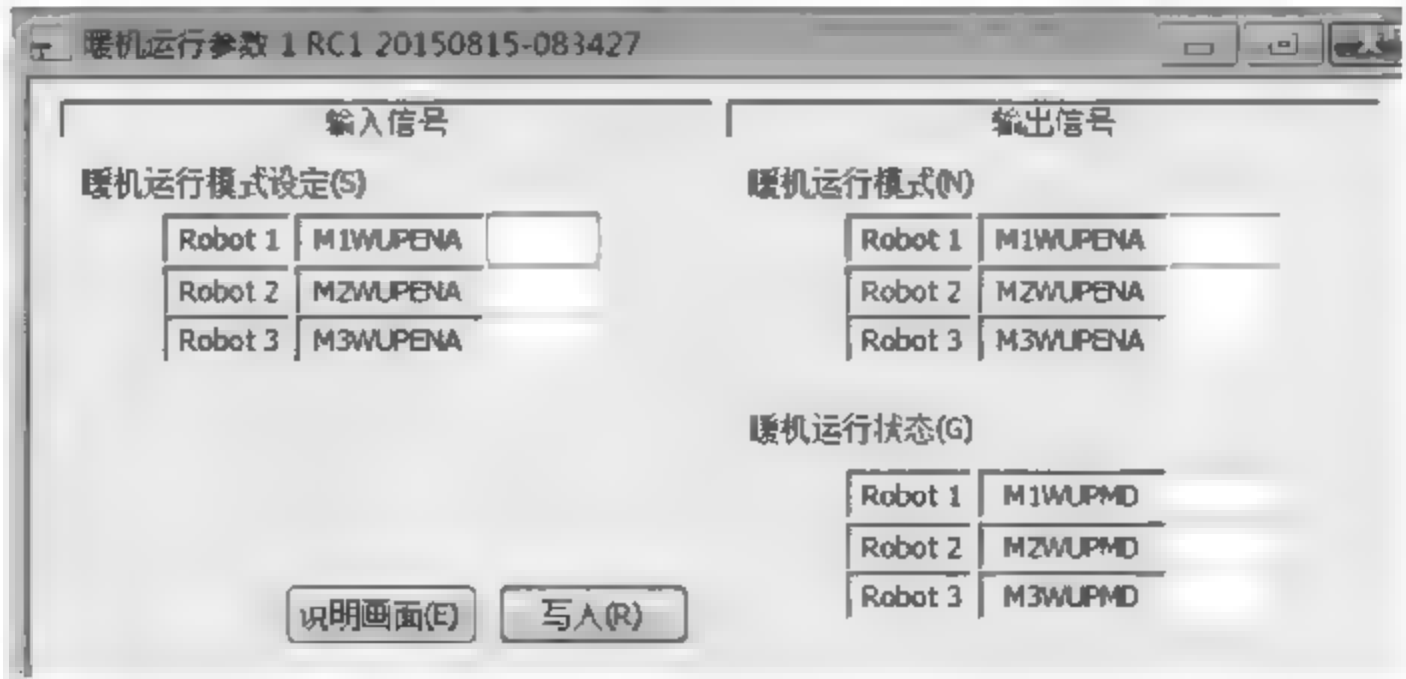 暖机运行参数 1 RC1 20150815-083427
输入信号
暖机运行模式设定(S)
Robot 1 M1WUPENA
Robot 2 M2WUPENA
Robot 3 M3WUPENA
识明画面(E)
写入(R)
输出信号
暖机运行模式(N)
Robot 1 M1WUPENA
Robot 2 M2WUPENA
Robot 3 M3WUPENA
暖机运行状态(G)
Robot 1 M1WUPMD
Robot 2 M2WUPMD
Robot 3 M3WUPMD